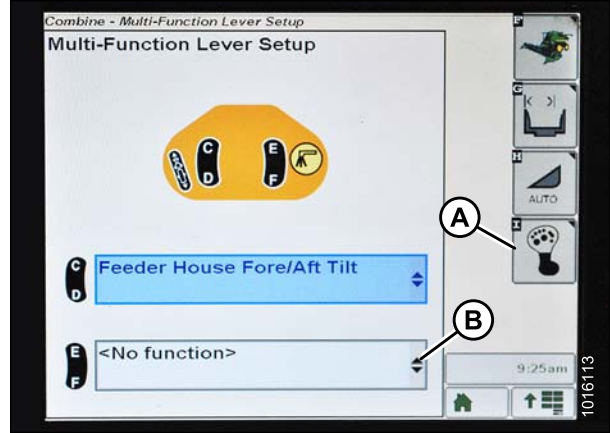 Combine - Multi-Function Lever Setup
Multi-Function Lever Setup
F
G
H
AUTO
I
A
C
D
E
F
C
D
Feeder House Fore/Aft Tilt
B
E
F
<No function>
9:25am
1016113